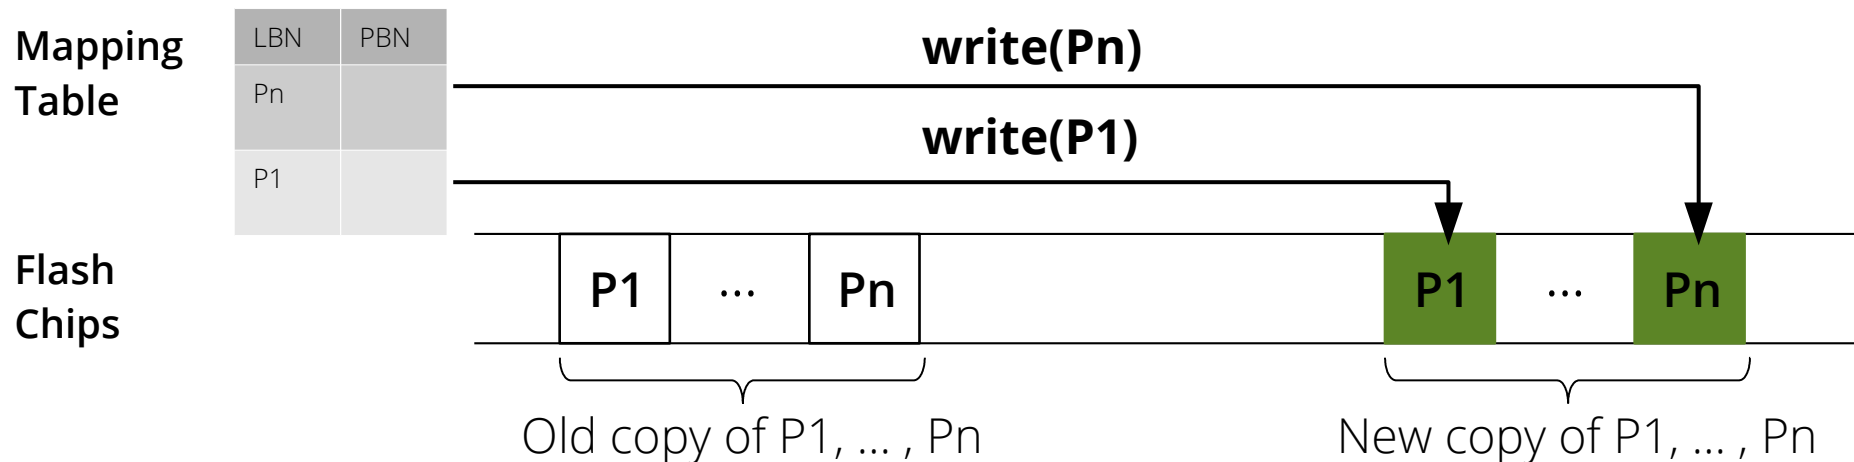 Mapping
Table
LBN PBN
Pn
P1
write(Pn)
write(P1)
Flash
Chips
P1 ... Pn
P1 ... Pn
Old copy of P1, ... , Pn
New copy of P1, ... , Pn